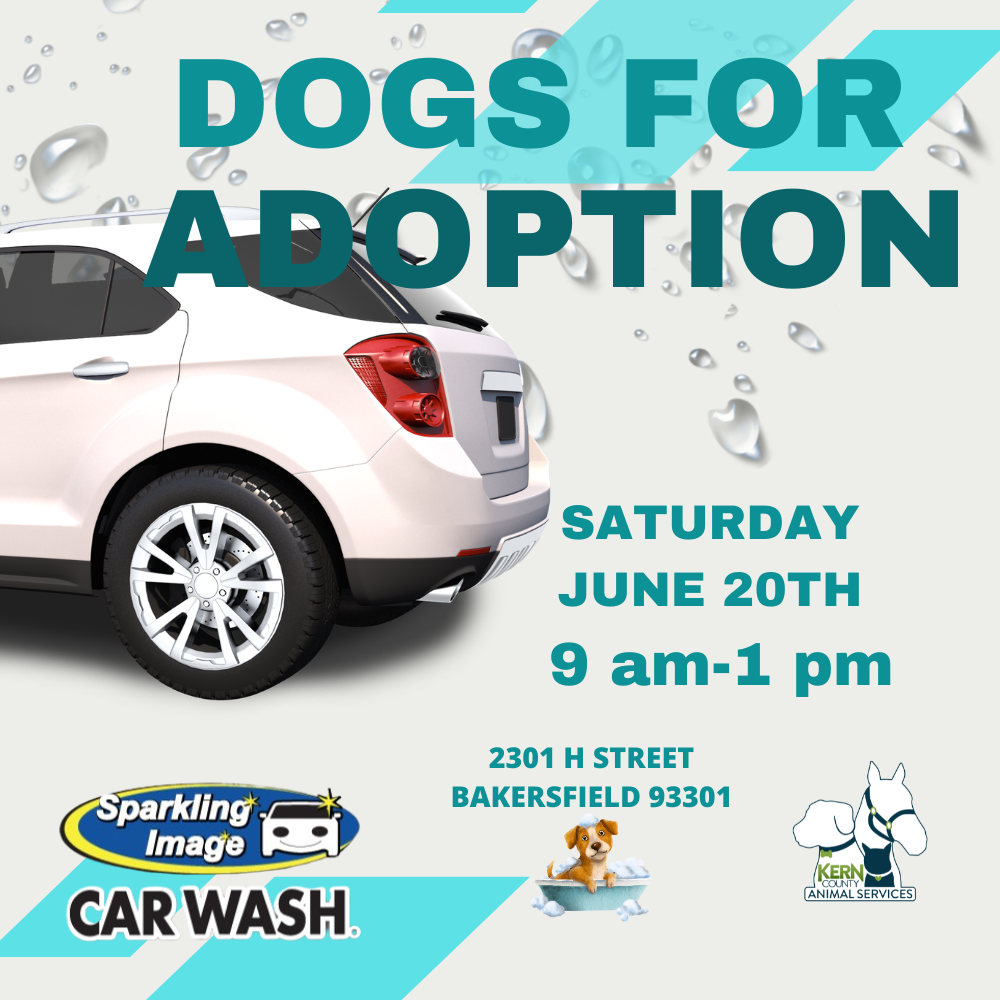 DOGS FOR
ADOPTION
SATURDAY
JUNE 20TH
9 am-1 pm
2301 H STREET
BAKERSFIELD 93301
Sparkling
Image
CAR WASH.
KERN
COUNTY
ANIMAL SERVICES